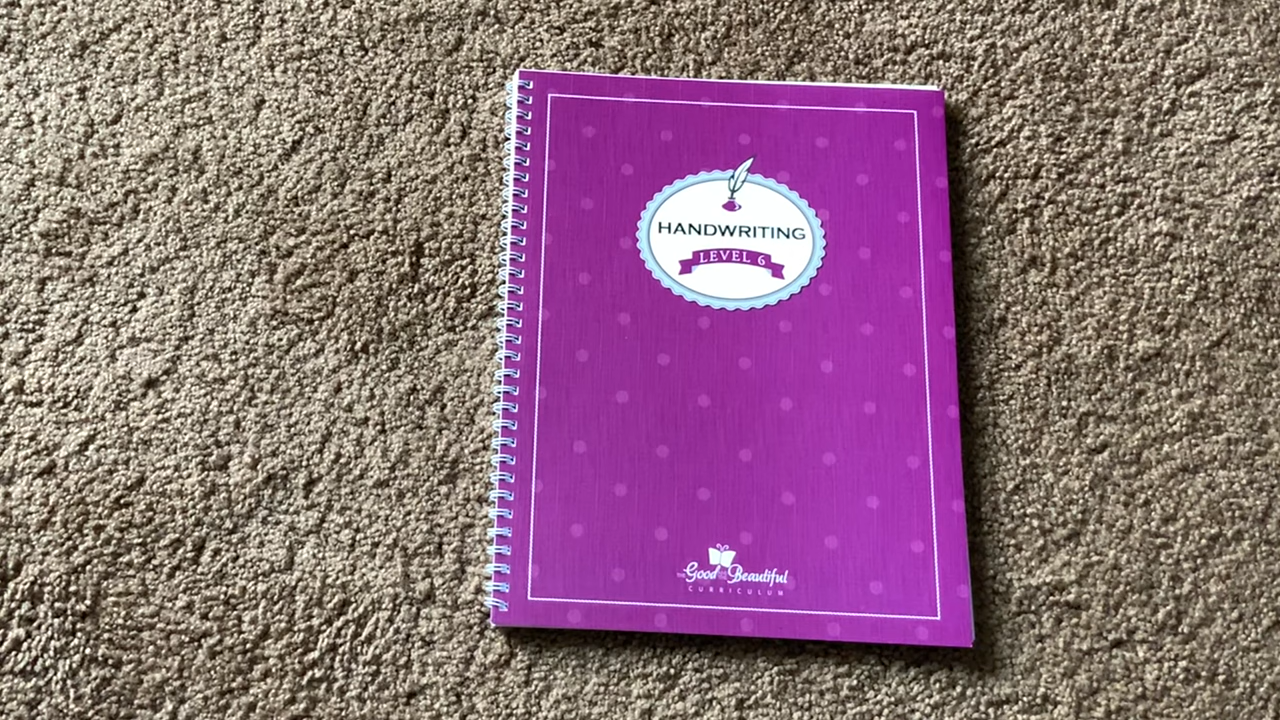 HANDWRITING
LEVEL 6
THE Good AND THE Beautiful
CURRICULUM